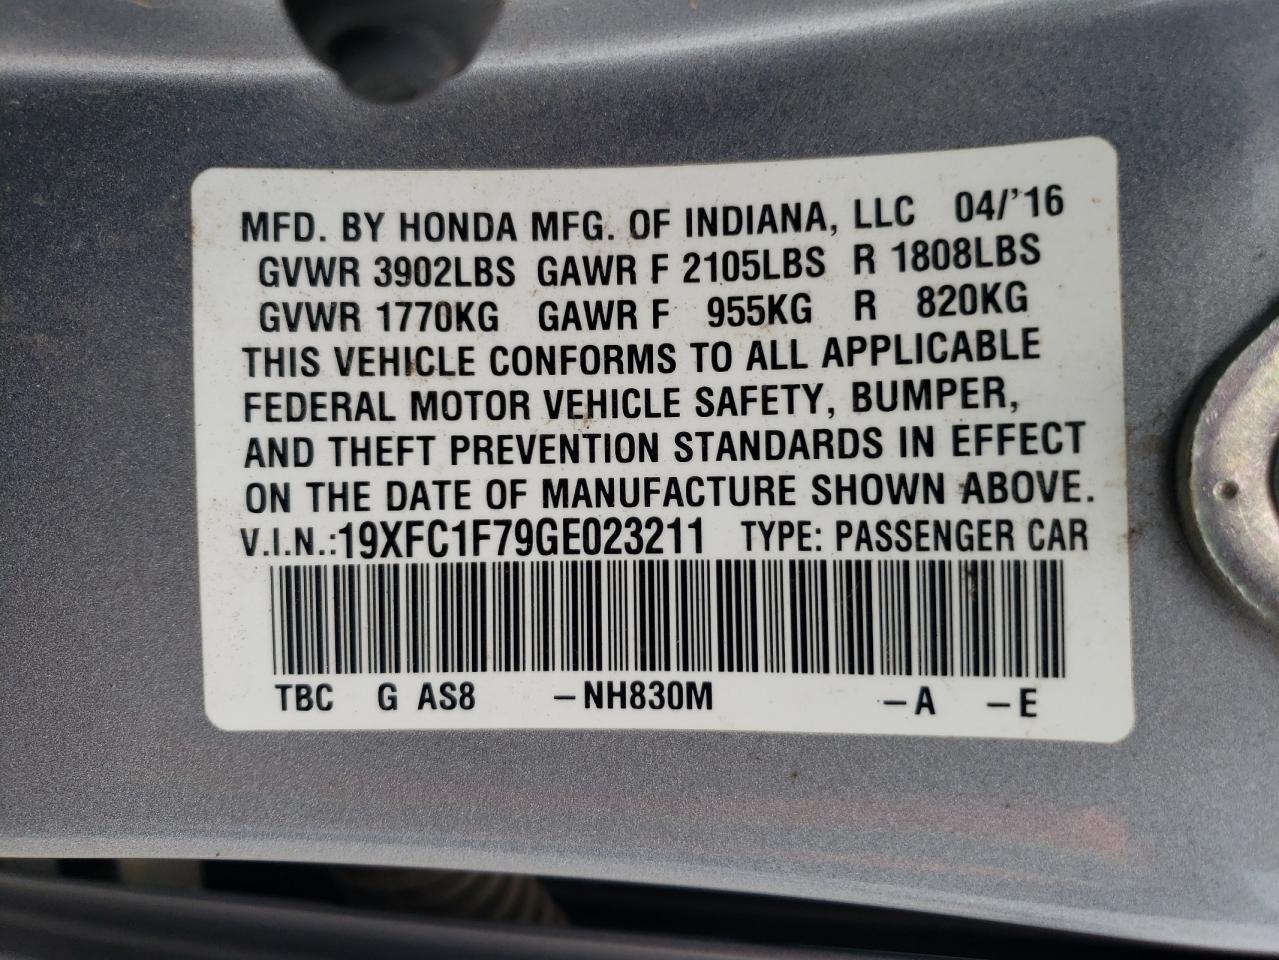 MFD. BY HONDA MFG. OF INDIANA, LLC 04/'16
GVWR 3902LBS GAWR F 2105LBS R 1808LBS
GVWR 1770KG GAWR F 955KG R 820KG
THIS VEHICLE CONFORMS TO ALL APPLICABLE
FEDERAL MOTOR VEHICLE SAFETY, BUMPER,
AND THEFT PREVENTION STANDARDS IN EFFECT
ON THE DATE OF MANUFACTURE SHOWN ABOVE.
V.I.N.:19XFC1F79GE023211 TYPE: PASSENGER CAR
TBC G AS8 –NH830M –A –E